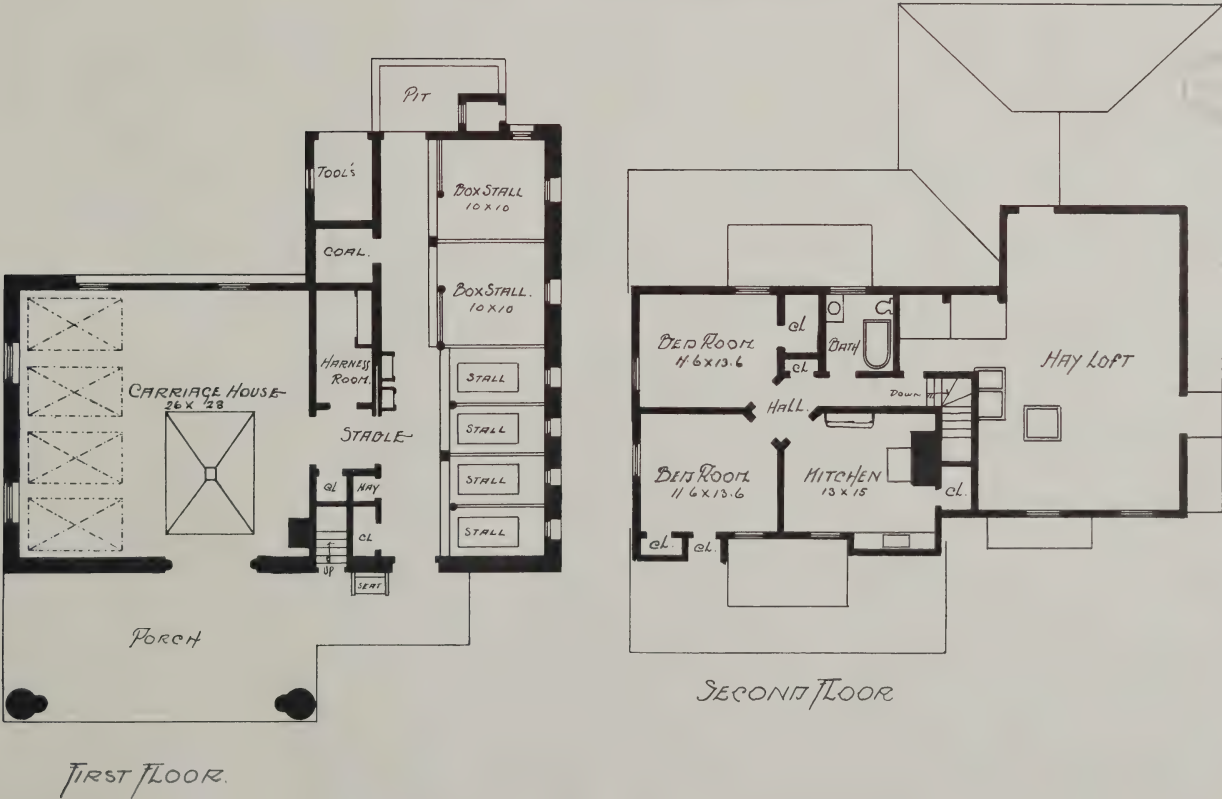 PIT
TOOL'S
BOX STALL
10 X 10
COAL.
BOX STALL.
10 X 10
HARNESS
ROOM.
CARRIAGE HOUSE
26 X 28
STABLE
STALL
STALL
STALL
STALL
CL
HAY
CL
UP
SEAT
PORCH
FIRST FLOOR.
BED ROOM
11.6 X 13.6
CL
CL
BATH
HAY LOFT
DOWN
HALL.
BED ROOM
11.6 X 13.6
KITCHEN
13 X 15
CL.
CL.
CL.
SECOND FLOOR